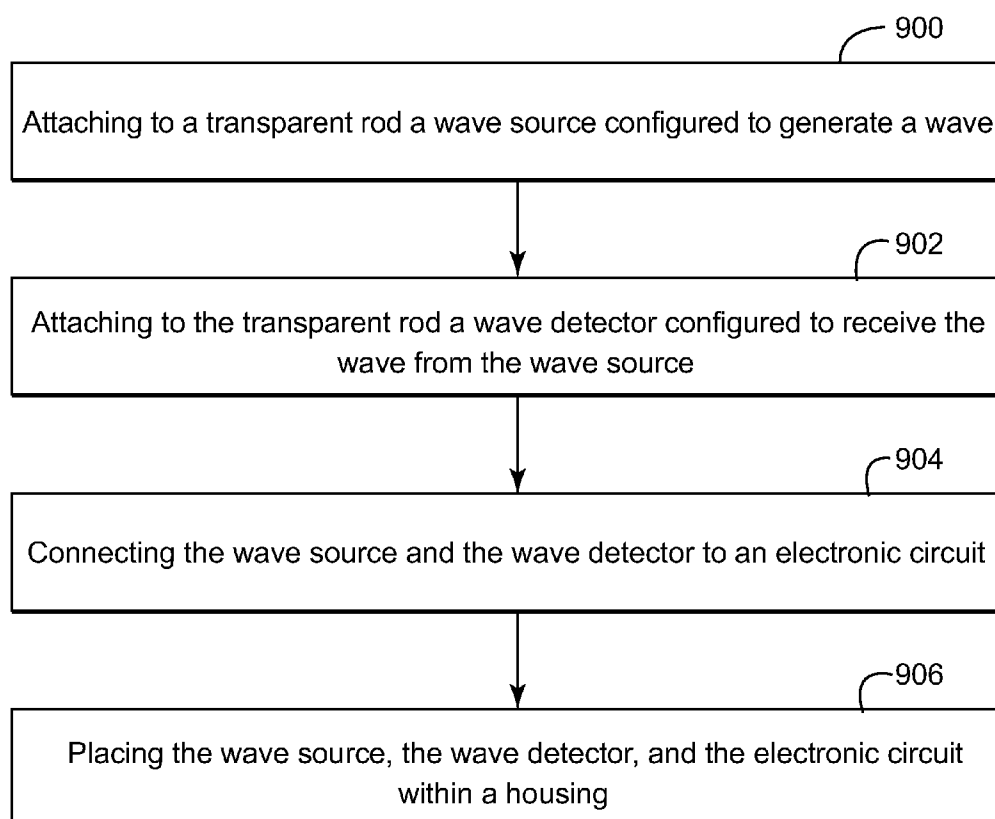 900
Attaching to a transparent rod a wave source configured to generate a wave
902
Attaching to the transparent rod a wave detector configured to receive the
wave from the wave source
904
Connecting the wave source and the wave detector to an electronic circuit
906
Placing the wave source, the wave detector, and the electronic circuit
within a housing